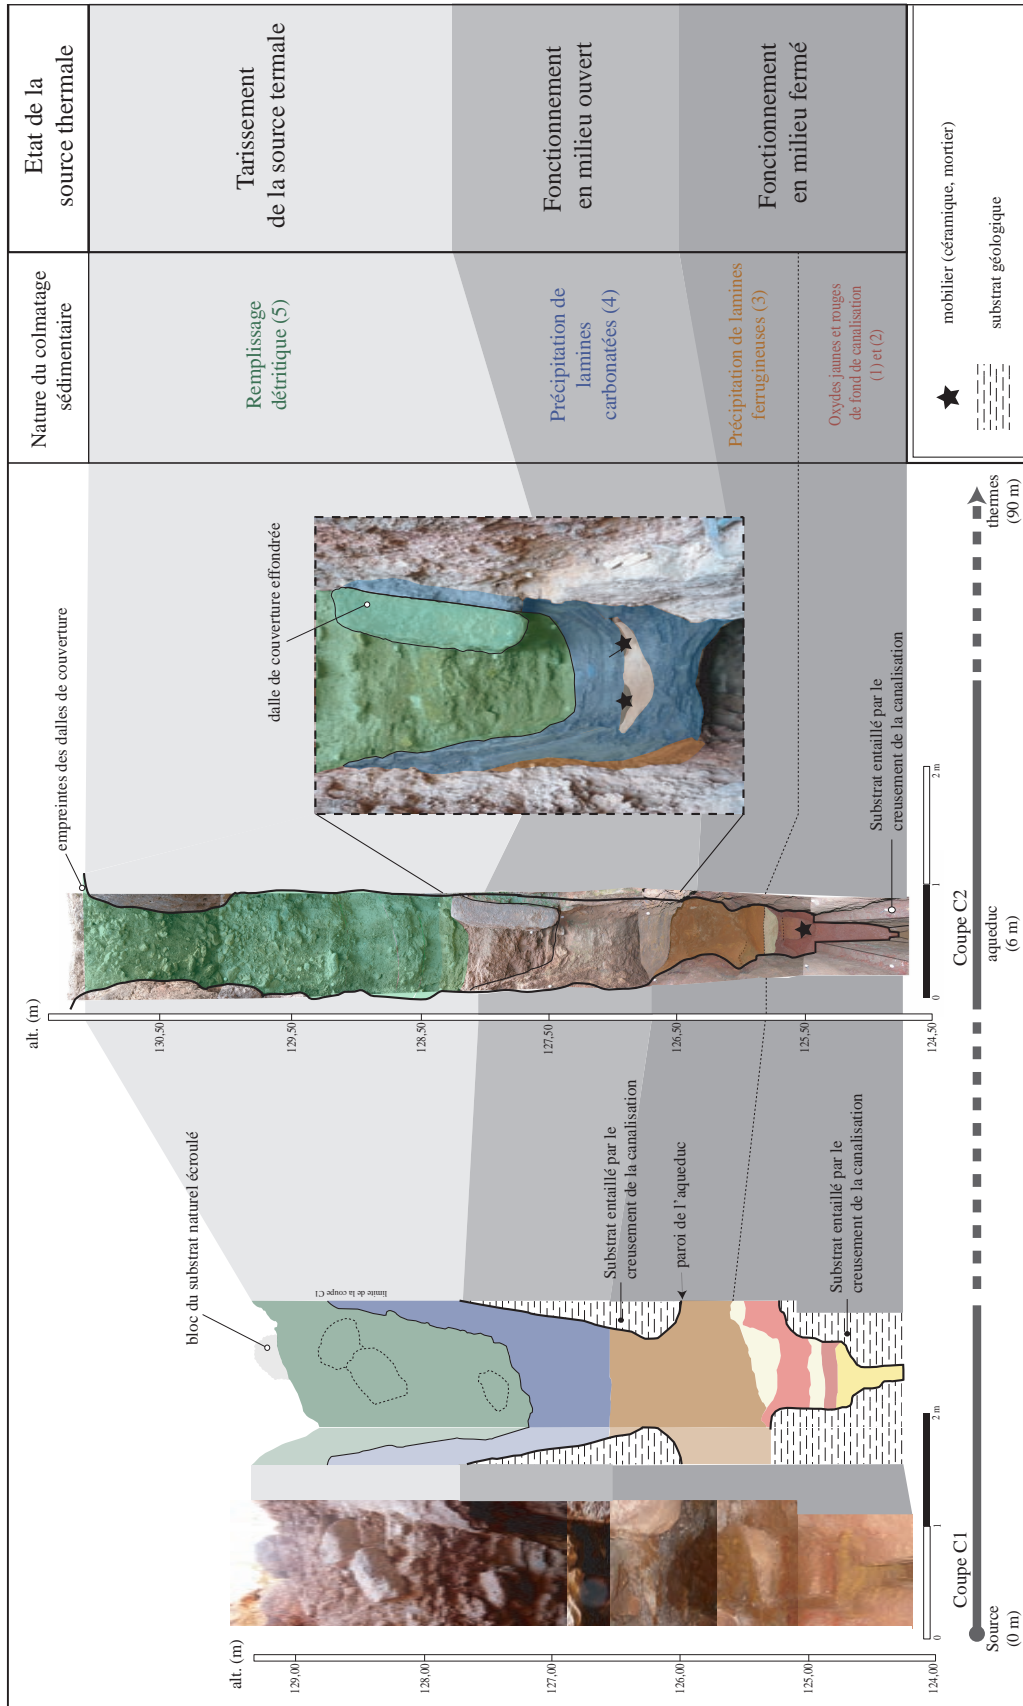 alt. (m)
129,00
128,00
127,00
126,00
125,00
124,00
bloc du substrat naturel écroulé
limite de la coupe C1
Substrat entaillé par le
creusement de la canalisation
paroi de l'aqueduc
Substrat entaillé par le
creusement de la canalisation
0
1
2 m
Coupe C1
alt. (m)
130,50
129,50
128,50
127,50
126,50
125,50
124,50
empreintes des dalles de couverture
dalle de couverture effondrée
Substrat entaillé par le
creusement de la canalisation
0
1
2 m
Coupe C2
Source
(0 m)
aqueduc
(6 m)
thermes
(90 m)
Nature du colmatage
sédimentaire
Remplissage
détritique (5)
Précipitation de
lamines
carbonatées (4)
Précipitation de lamines
ferrugineuses (3)
Oxydes jaunes et rouges
de fond de canalisation
(1) et (2)
Etat de la
source thermale
Tarissement
de la source termale
Fonctionnement
en milieu ouvert
Fonctionnement
en milieu fermé
mobilier (céramique, mortier)
substrat géologique